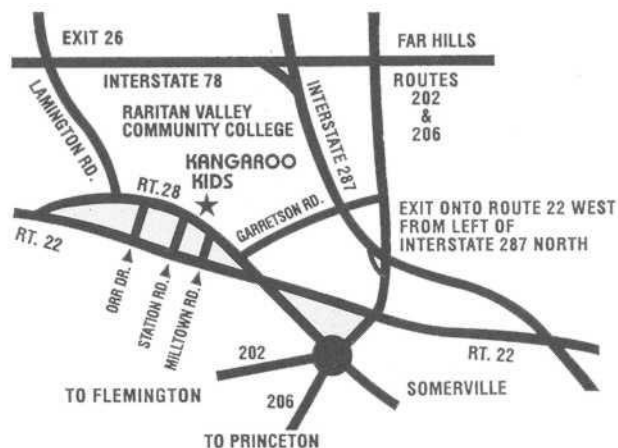 EXIT 26
FAR HILLS
INTERSTATE 78
ROUTES
202
&
206
LAMINGTON RD.
RARITAN VALLEY
COMMUNITY COLLEGE
INTERSTATE 287
KANGAROO
KIDS
RT. 28
GARRETSON RD.
EXIT ONTO ROUTE 22 WEST
FROM LEFT OF
INTERSTATE 287 NORTH
RT. 22
ORR DR.
STATION RD.
MILLTOWN RD.
RT. 22
202
TO FLEMINGTON
SOMERVILLE
206
TO PRINCETON